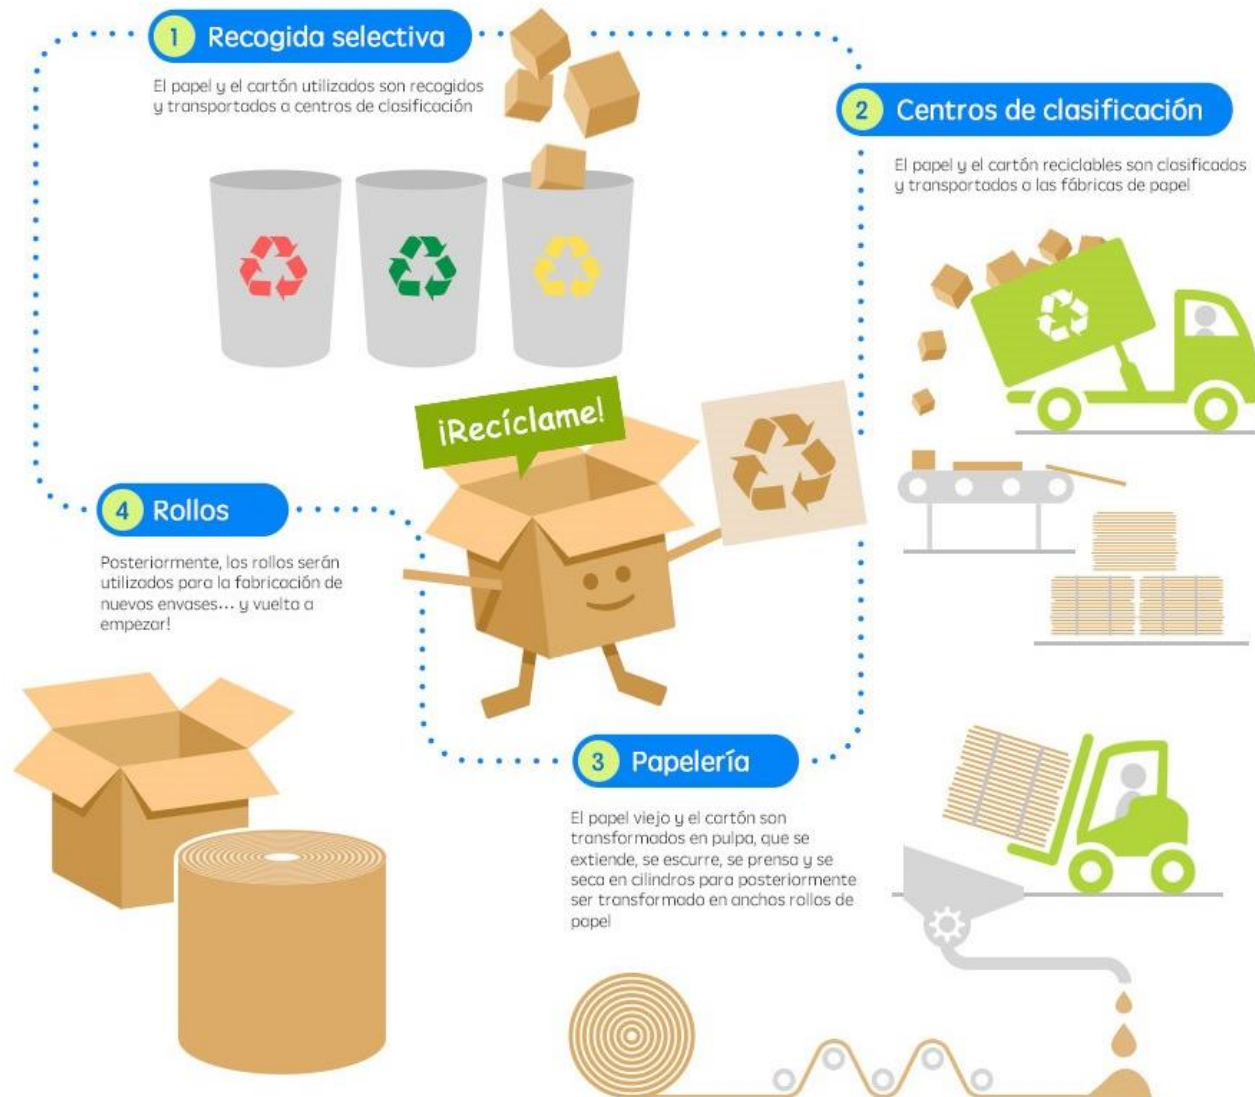 1 Recogida selectiva
El papel y el cartón utilizados son recogidos
y transportados a centros de clasificación
2 Centros de clasificación
El papel y el cartón reciclables son clasificados
y transportados a las fábricas de papel
¡Recíclame!
3 Papelería
El papel viejo y el cartón son
transformados en pulpa, que se
extiende, se escurre, se prensa y se
seca en cilindros para posteriormente
ser transformado en anchos rollos de
papel
4 Rollos
Posteriormente, los rollos serán
utilizados para la fabricación de
nuevos envases... y vuelta a
empezar!